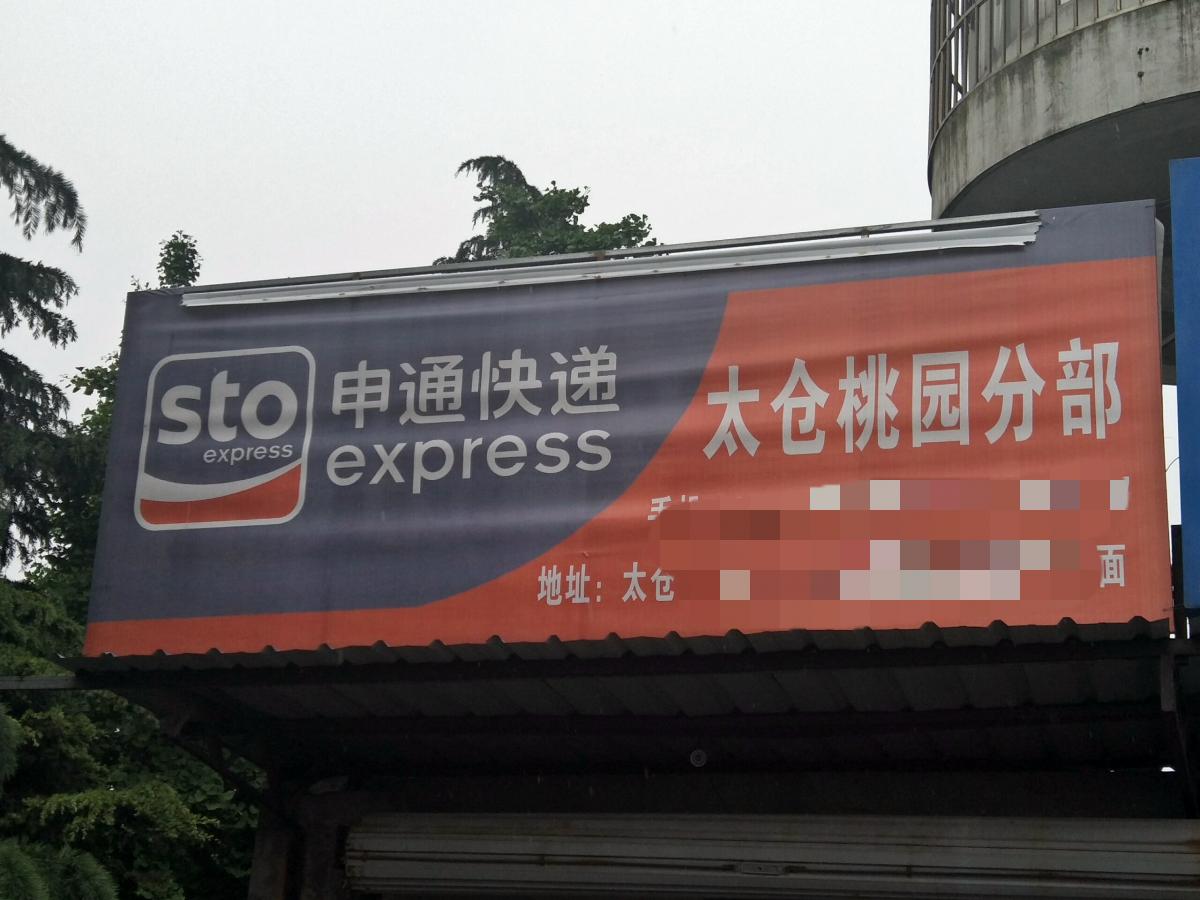 sto
express
申通快递
express
太仓桃园分部
地址：太仓
面